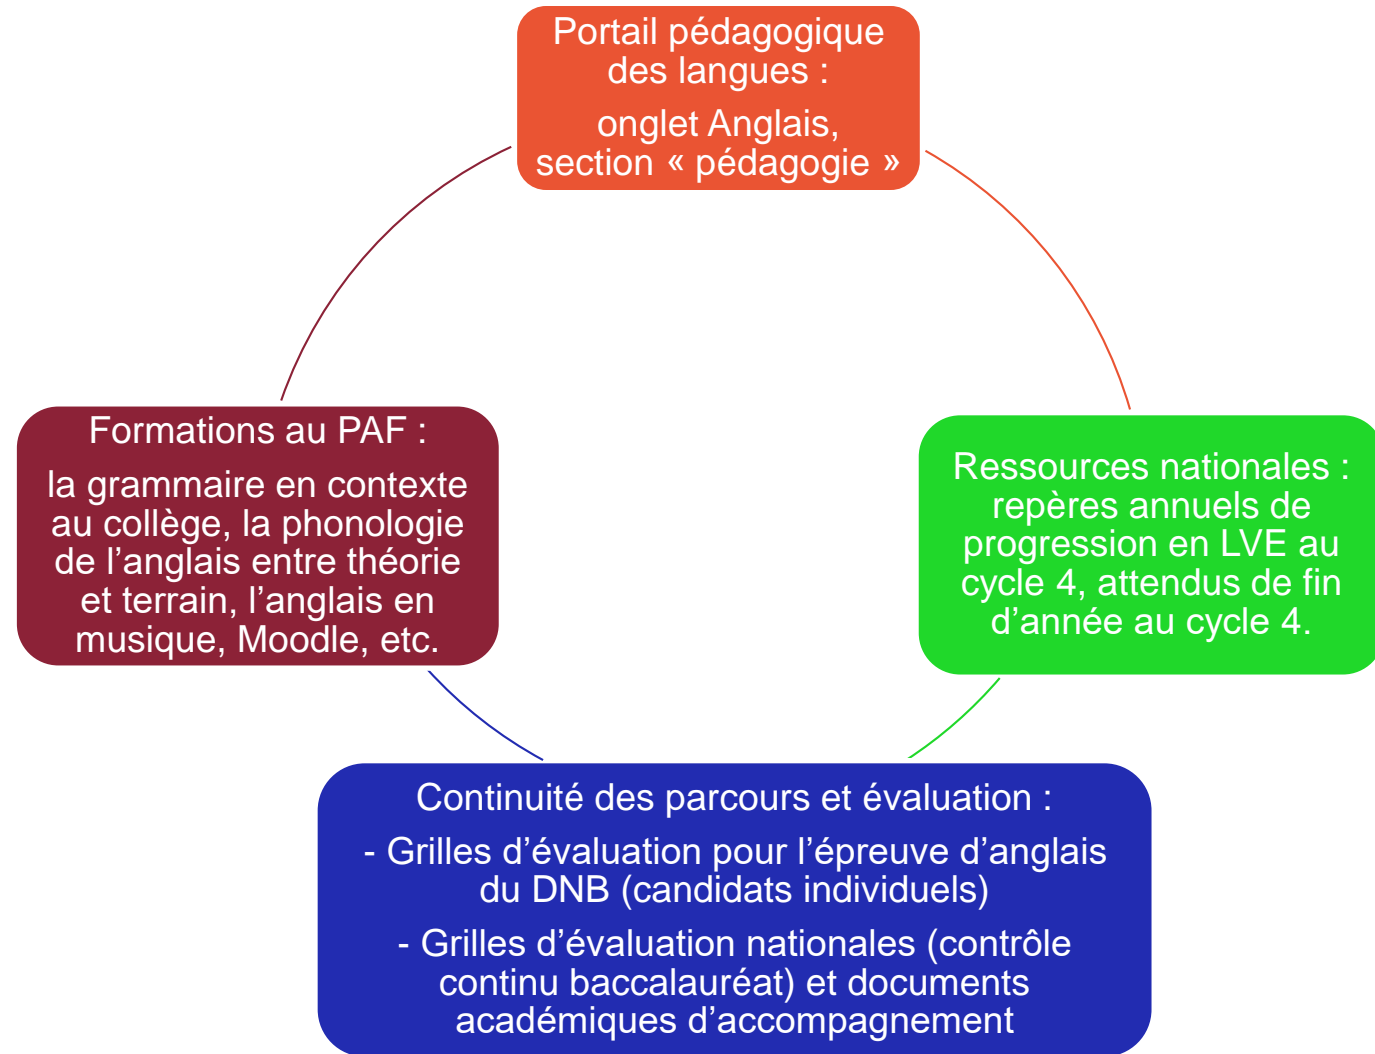 Portail pédagogique
des langues :
onglet Anglais,
section « pédagogie »
Ressources nationales :
repères annuels de
progression en LVE au
cycle 4, attendus de fin
d’année au cycle 4.
Continuité des parcours et évaluation :
- Grilles d’évaluation pour l’épreuve d’anglais
du DNB (candidats individuels)
- Grilles d’évaluation nationales (contrôle
continu baccalauréat) et documents
académiques d’accompagnement
Formations au PAF :
la grammaire en contexte
au collège, la phonologie
de l’anglais entre théorie
et terrain, l’anglais en
musique, Moodle, etc.